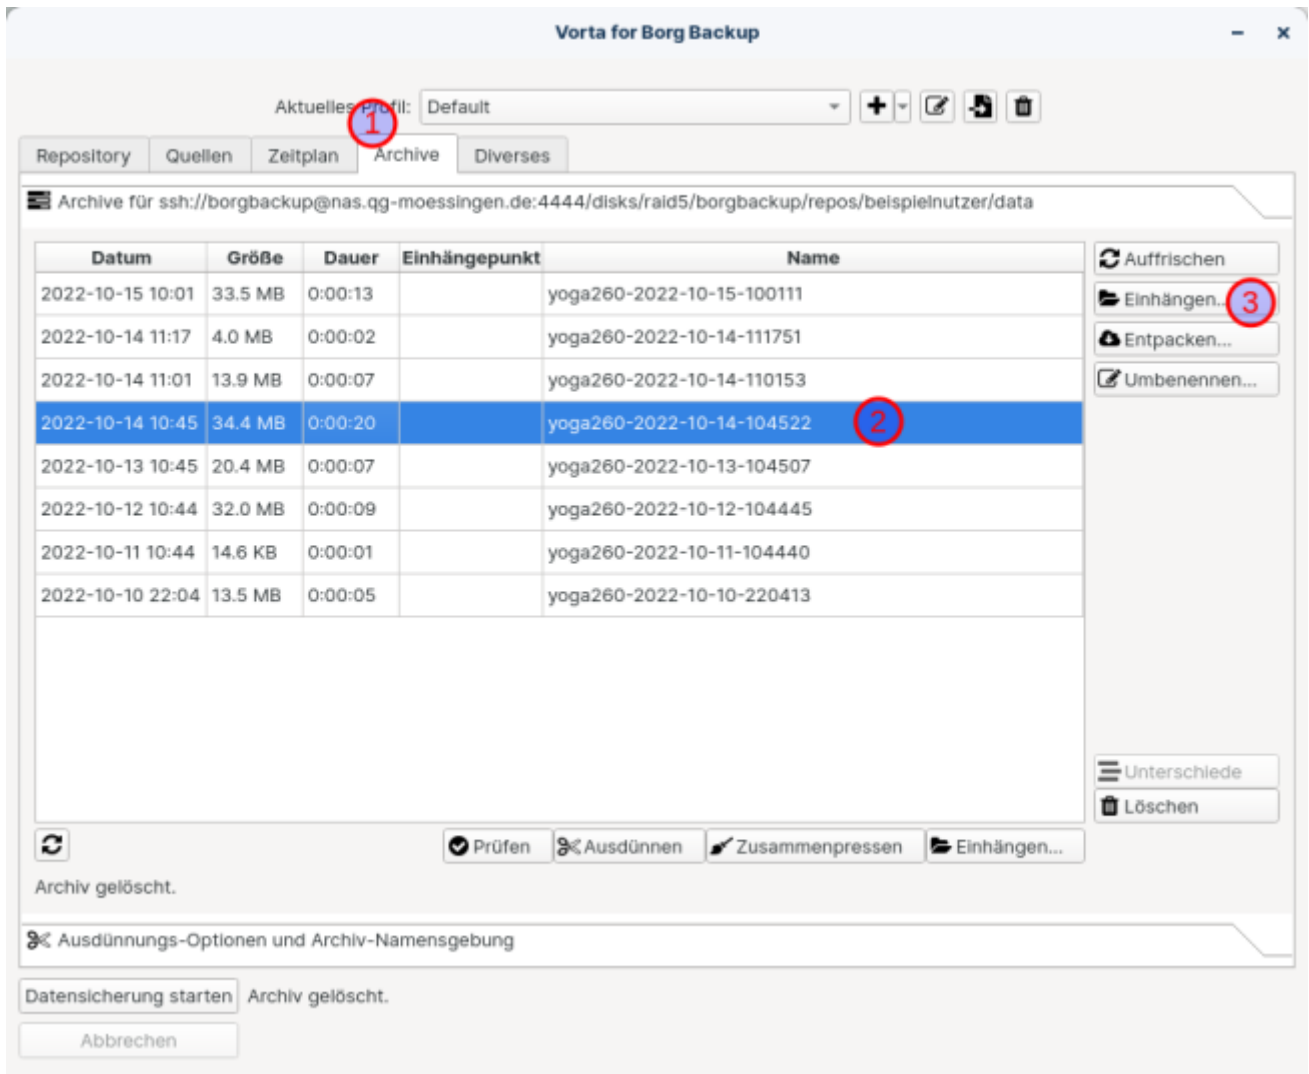 Vorta for Borg Backup
Aktuelles Profil: Default
1
Repository Quellen Zeitplan Archive Diverses
Archive für ssh://borgbackup@nas.qg-moessingen.de:4444/disks/raid5/borgbackup/repos/beispielnutzer/data
Datum Größe Dauer Einhängepunkt Name
Auffrischen
2022-10-15 10:01 33.5 MB 0:00:13 yoga260-2022-10-15-100111
Einhängen... 3
2022-10-14 11:17 4.0 MB 0:00:02 yoga260-2022-10-14-111751
Entpacken...
2022-10-14 11:01 13.9 MB 0:00:07 yoga260-2022-10-14-110153
Umbenennen...
2022-10-14 10:45 34.4 MB 0:00:20 yoga260-2022-10-14-104522 2
2022-10-13 10:45 20.4 MB 0:00:07 yoga260-2022-10-13-104507
2022-10-12 10:44 32.0 MB 0:00:09 yoga260-2022-10-12-104445
2022-10-11 10:44 14.6 KB 0:00:01 yoga260-2022-10-11-104440
2022-10-10 22:04 13.5 MB 0:00:05 yoga260-2022-10-10-220413
Unterschiede
Löschen
Prüfen Ausdünnen Zusammenpressen Einhängen...
Archiv gelöscht.
Ausdünnungs-Optionen und Archiv-Namensgebung
Datensicherung starten Archiv gelöscht.
Abbrechen